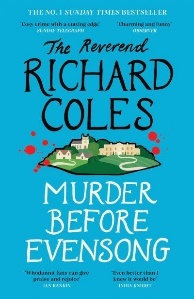 THE NO. 1 SUNDAY TIMES BESTSELLER
'Cosy crime with a cutting edge'
SUNDAY TELEGRAPH
'Charming and funny'
OBSERVER
The Reverend
RICHARD
COLES
MURDER
BEFORE
EVENSONG
'Whodunnit fans can give
praise and rejoice'
IAN RANKIN
'Even better than I
knew it would be'
INDIA KNIGHT